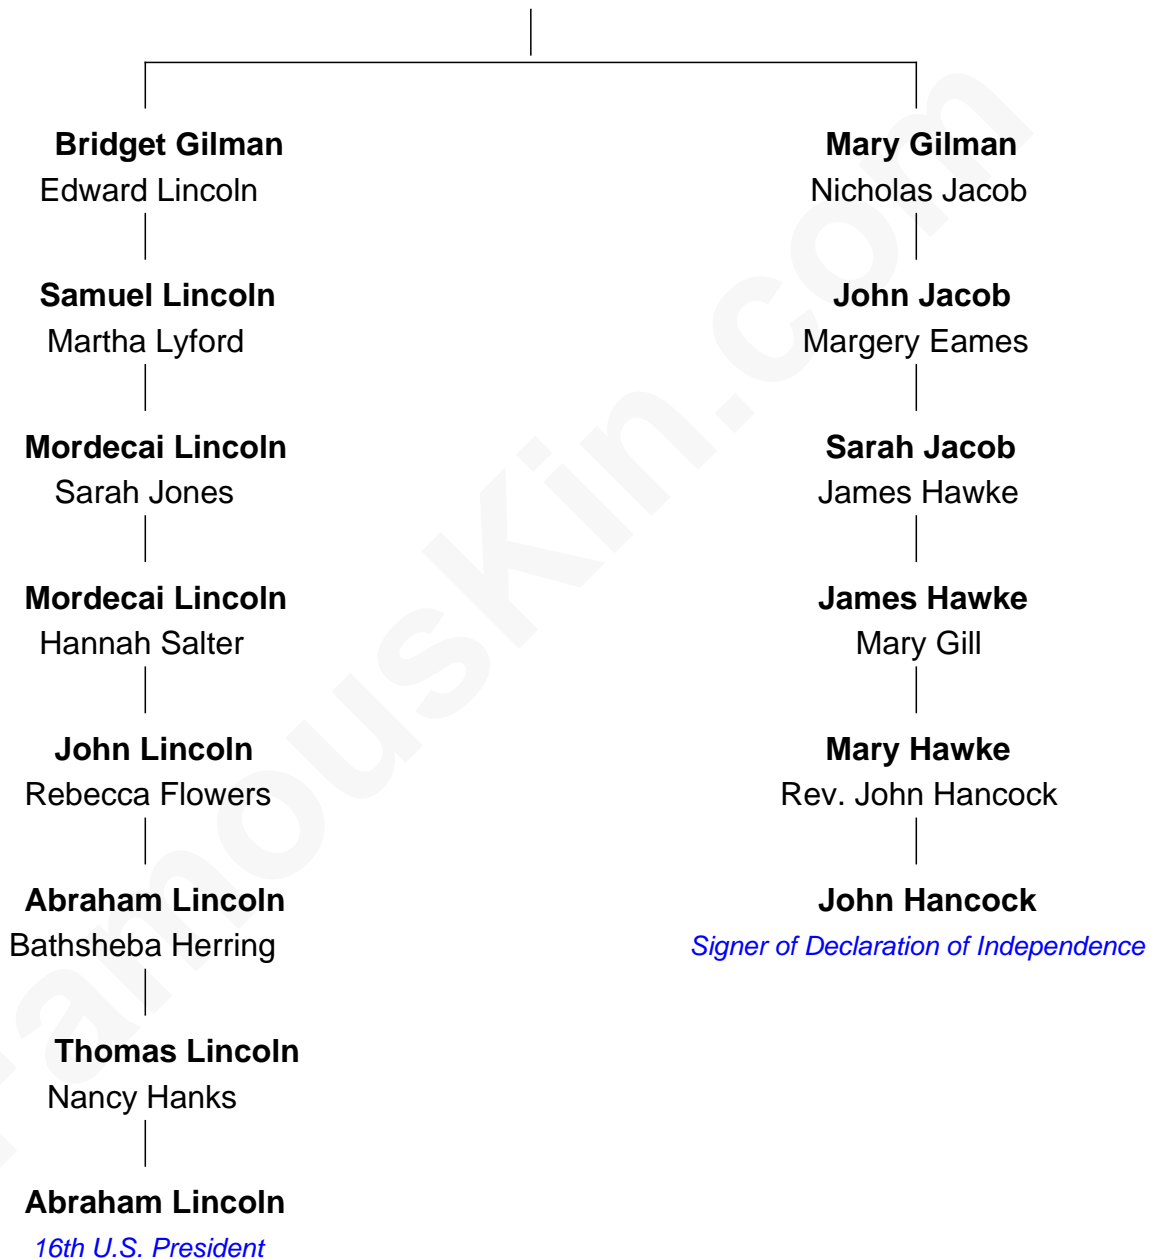 Bridget Gilman
Edward Lincoln
Samuel Lincoln
Martha Lyford
Mordecai Lincoln
Sarah Jones
Mordecai Lincoln
Hannah Salter
John Lincoln
Rebecca Flowers
Abraham Lincoln
Bathsheba Herring
Thomas Lincoln
Nancy Hanks
Abraham Lincoln
16th U.S. President
Mary Gilman
Nicholas Jacob
John Jacob
Margery Eames
Sarah Jacob
James Hawke
James Hawke
Mary Gill
Mary Hawke
Rev. John Hancock
John Hancock
Signer of Declaration of Independence
FamousKin.com